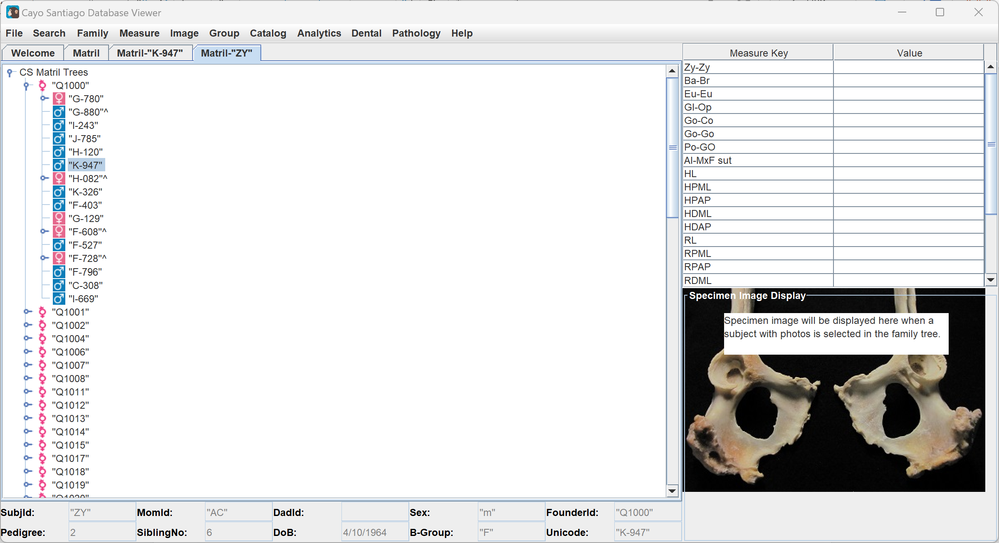 Cayo Santiago Database Viewer
File Search Family Measure Image Group Catalog Analytics Dental Pathology Help
Welcome Matril Matril-"K-947" Matril-"ZY"
CS Matril Trees
"Q1000"
"G-780"
"G-880"^
"I-243"
"J-785"
"H-120"
"K-947"
"H-082"^
"K-326"
"F-403"
"G-129"
"F-608"^
"F-527"
"F-728"^
"F-796"
"C-308"
"I-669"
"Q1001"
"Q1002"
"Q1004"
"Q1006"
"Q1007"
"Q1008"
"Q1011"
"Q1012"
"Q1013"
"Q1014"
"Q1015"
"Q1017"
"Q1018"
"Q1019"
"Q1020"
Measure Key Value
Zy-Zy
Ba-Br
Eu-Eu
Gl-Op
Go-Co
Go-Go
Po-GO
Al-MxF sut
HL
HPML
HPAP
HDML
HDAP
RL
RPML
RPAP
RDML
Specimen Image Display
Specimen image will be displayed here when a
subject with photos is selected in the family tree.
SubjId: "ZY" MomId: "AC" DadId: Sex: "m" FounderId: "Q1000"
Pedigree: 2 SiblingNo: 6 DoB: 4/10/1964 B-Group: "F" Unicode: "K-947"